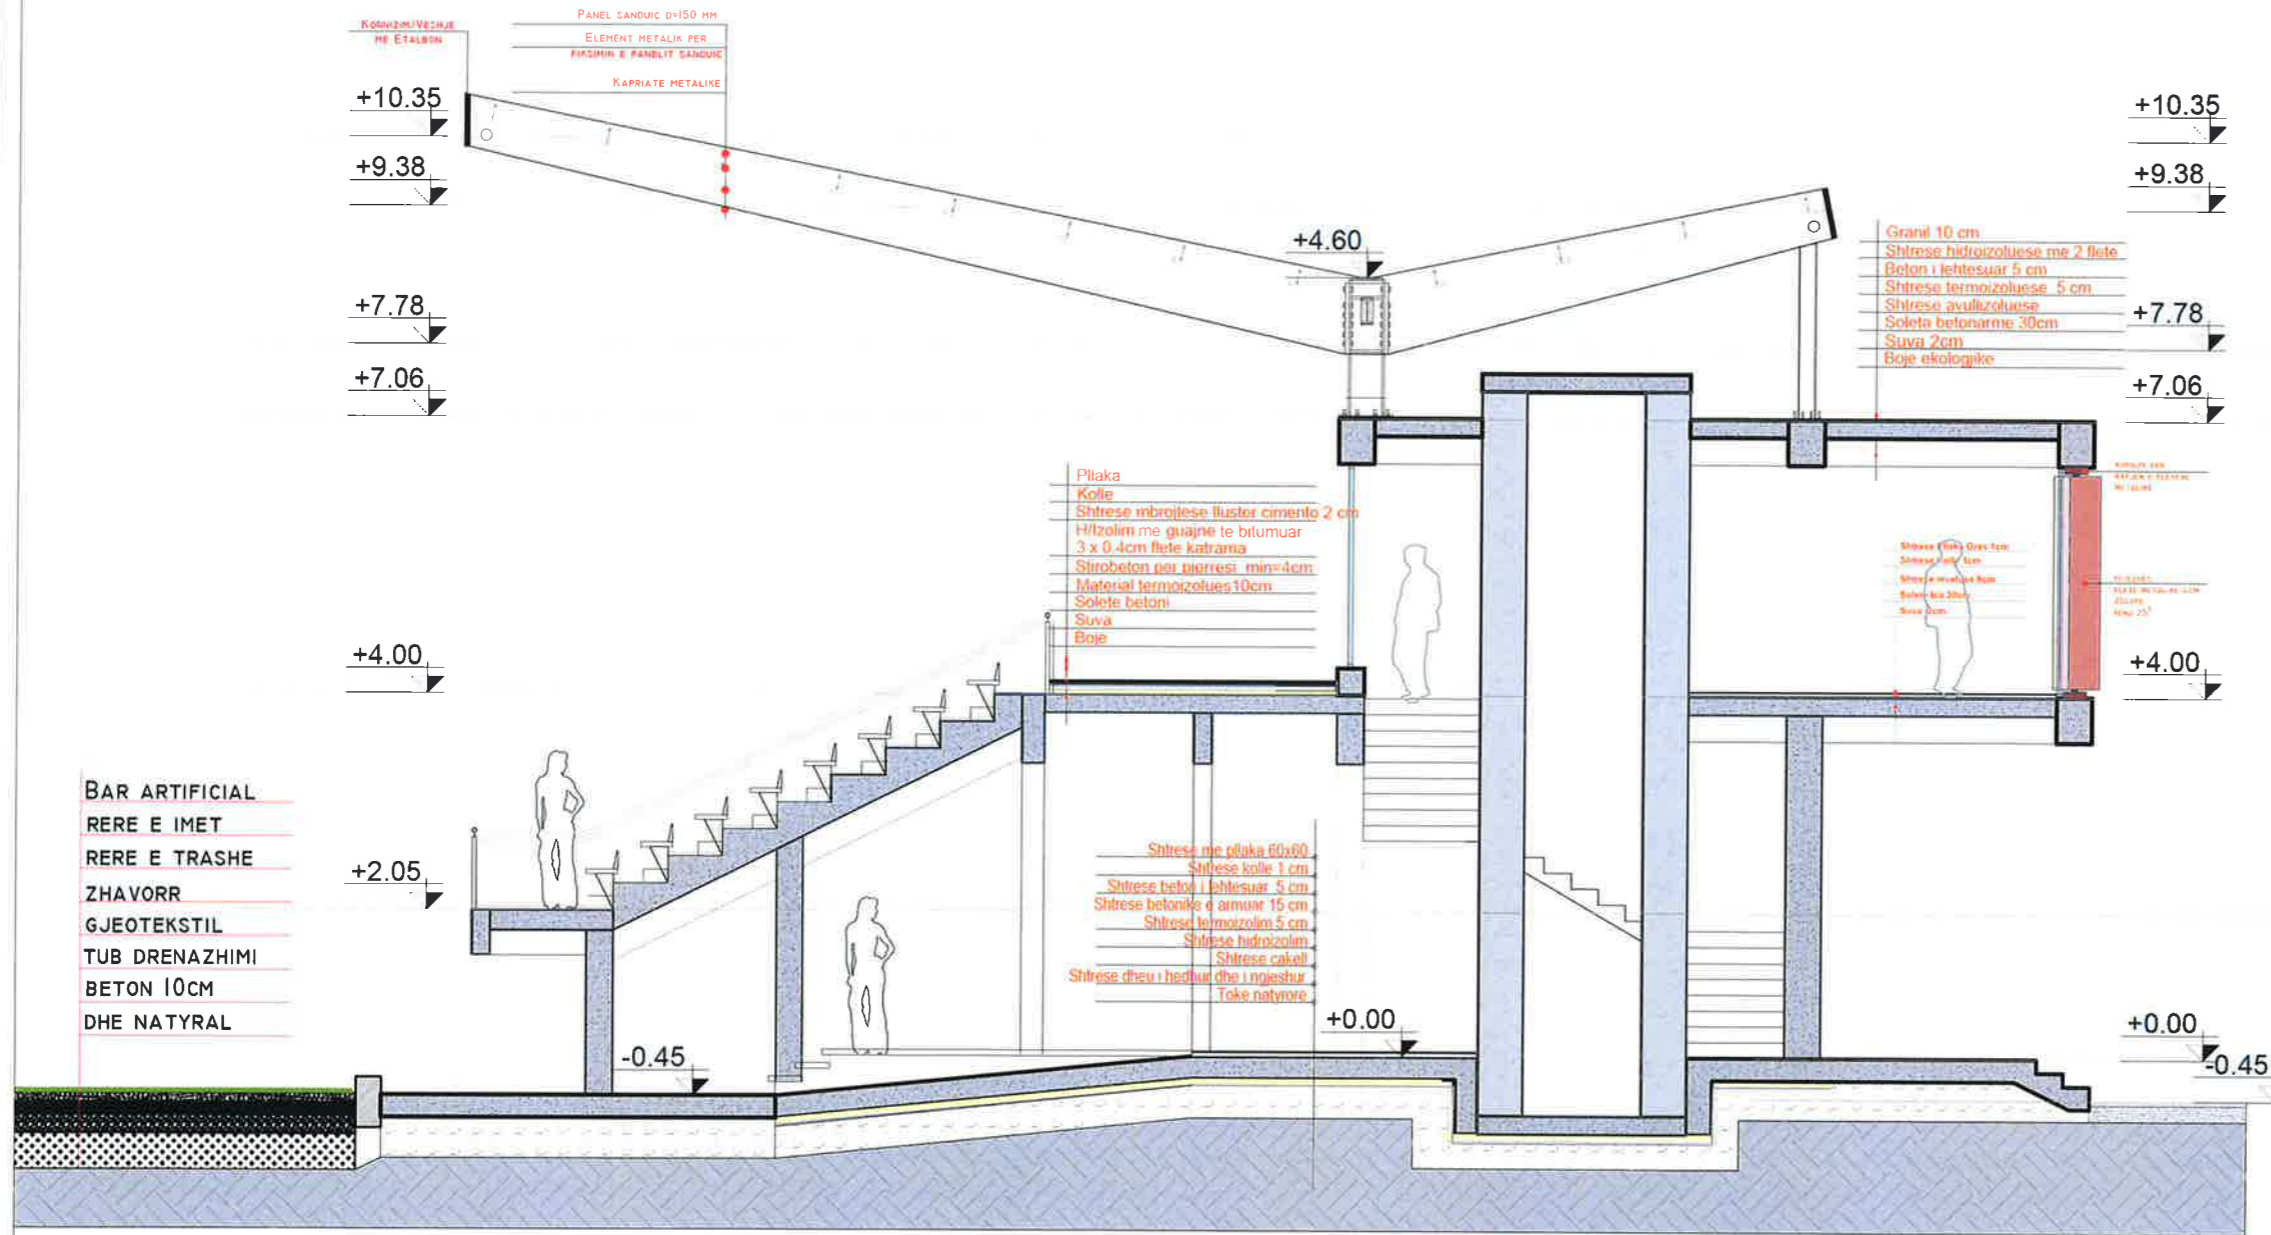 KORNIZIM/VESHJE
ME ETALBON
PANEL SANDUIC D=150 MM
ELEMENT METALIK PER
FIKSIMIN E PANELIT SANDUIC
KAPRIATE METALIKE
+10.35
+9.38
+7.78
+7.06
+4.00
+2.05
-0.45
+4.60
+10.35
+9.38
+7.78
+7.06
+4.00
+0.00
-0.45
+0.00
Granil 10 cm
Shtrese hidroizoluese me 2 flete
Beton i lehtesuar 5 cm
Shtrese termoizoluese 5 cm
Shtrese avullizoluese
Soleta betonarme 30cm
Suva 2cm
Boje ekologjike
Pllaka
Kolle
Shtrese mbrojtese lluster cimento 2 cm
H/Izolim me guajne te bitumuar
3 x 0.4cm flete katrama
Stirobeton per pjerresi min=4cm
Material termoizolues10cm
Solete betoni
Suva
Boje
Shtrese me pllaka 60x60
Shtrese kolle 1 cm
Shtrese beton i lehtesuar 5 cm
Shtrese betonike e armuar 15 cm
Shtrese termoizolim 5 cm
Shtrese hidroizolim
Shtrese cakell
Shtrese dheu i hedhur dhe i ngjeshur
Toke natyrore
BAR ARTIFICIAL
RERE E IMET
RERE E TRASHE
ZHAVORR
GJEOTEKSTIL
TUB DRENAZHIMI
BETON 10CM
DHE NATYRAL